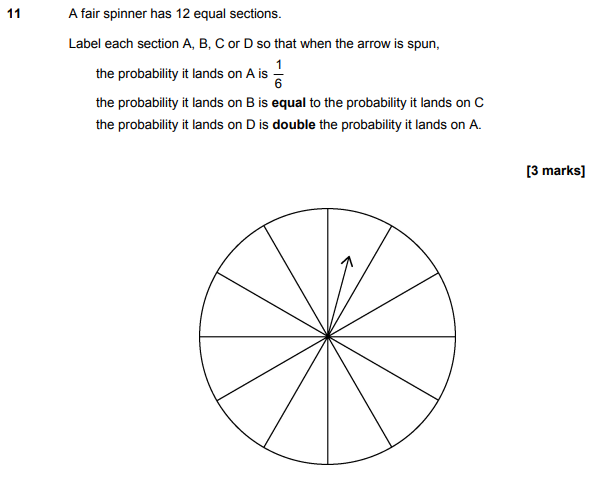 11 A fair spinner has 12 equal sections.
Label each section A, B, C or D so that when the arrow is spun,
the probability it lands on A is 1/6
the probability it lands on B is equal to the probability it lands on C
the probability it lands on D is double the probability it lands on A.
[3 marks]